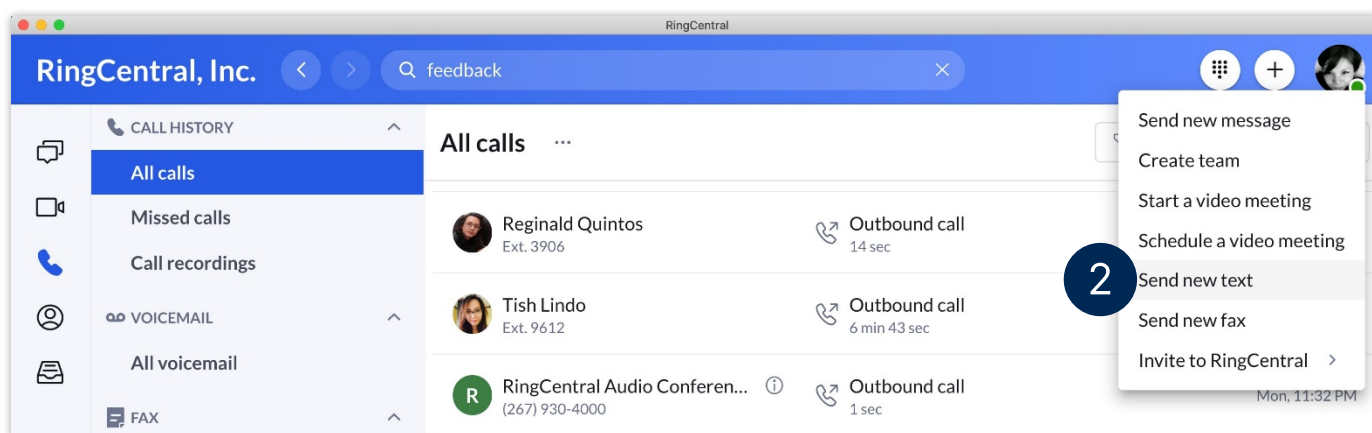 RingCentral
RingCentral, Inc.
feedback
CALL HISTORY
All calls
Missed calls
Call recordings
VOICEMAIL
All voicemail
FAX
All calls ...
Reginald Quintos
Ext. 3906
Outbound call
14 sec
Tish Lindo
Ext. 9612
Outbound call
6 min 43 sec
R
RingCentral Audio Conferen...
(267) 930-4000
Outbound call
1 sec
Mon, 11:32 PM
Send new message
Create team
Start a video meeting
Schedule a video meeting
2
Send new text
Send new fax
Invite to RingCentral